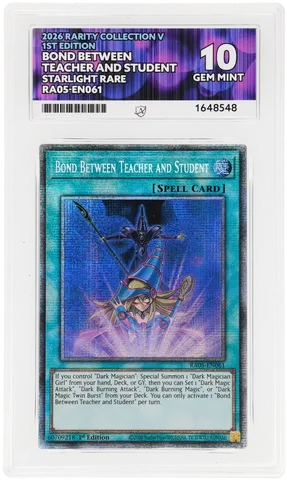 2026 RARITY COLLECTION V
1ST EDITION
BOND BETWEEN
TEACHER AND STUDENT
STARLIGHT RARE
RA05-EN061
10
GEM MINT
1648548
Bond Between Teacher and Student
[Spell Card]
RA05-EN061
If you control "Dark Magician": Special Summon 1 "Dark Magician
Girl" from your hand, Deck, or GY, then you can Set 1 "Dark Magic
Attack", "Dark Burning Attack", "Dark Burning Magic", or "Dark
Magic Twin Burst" from your Deck. You can only activate 1 "Bond
Between Teacher and Student" per turn.
60709218 1st Edition